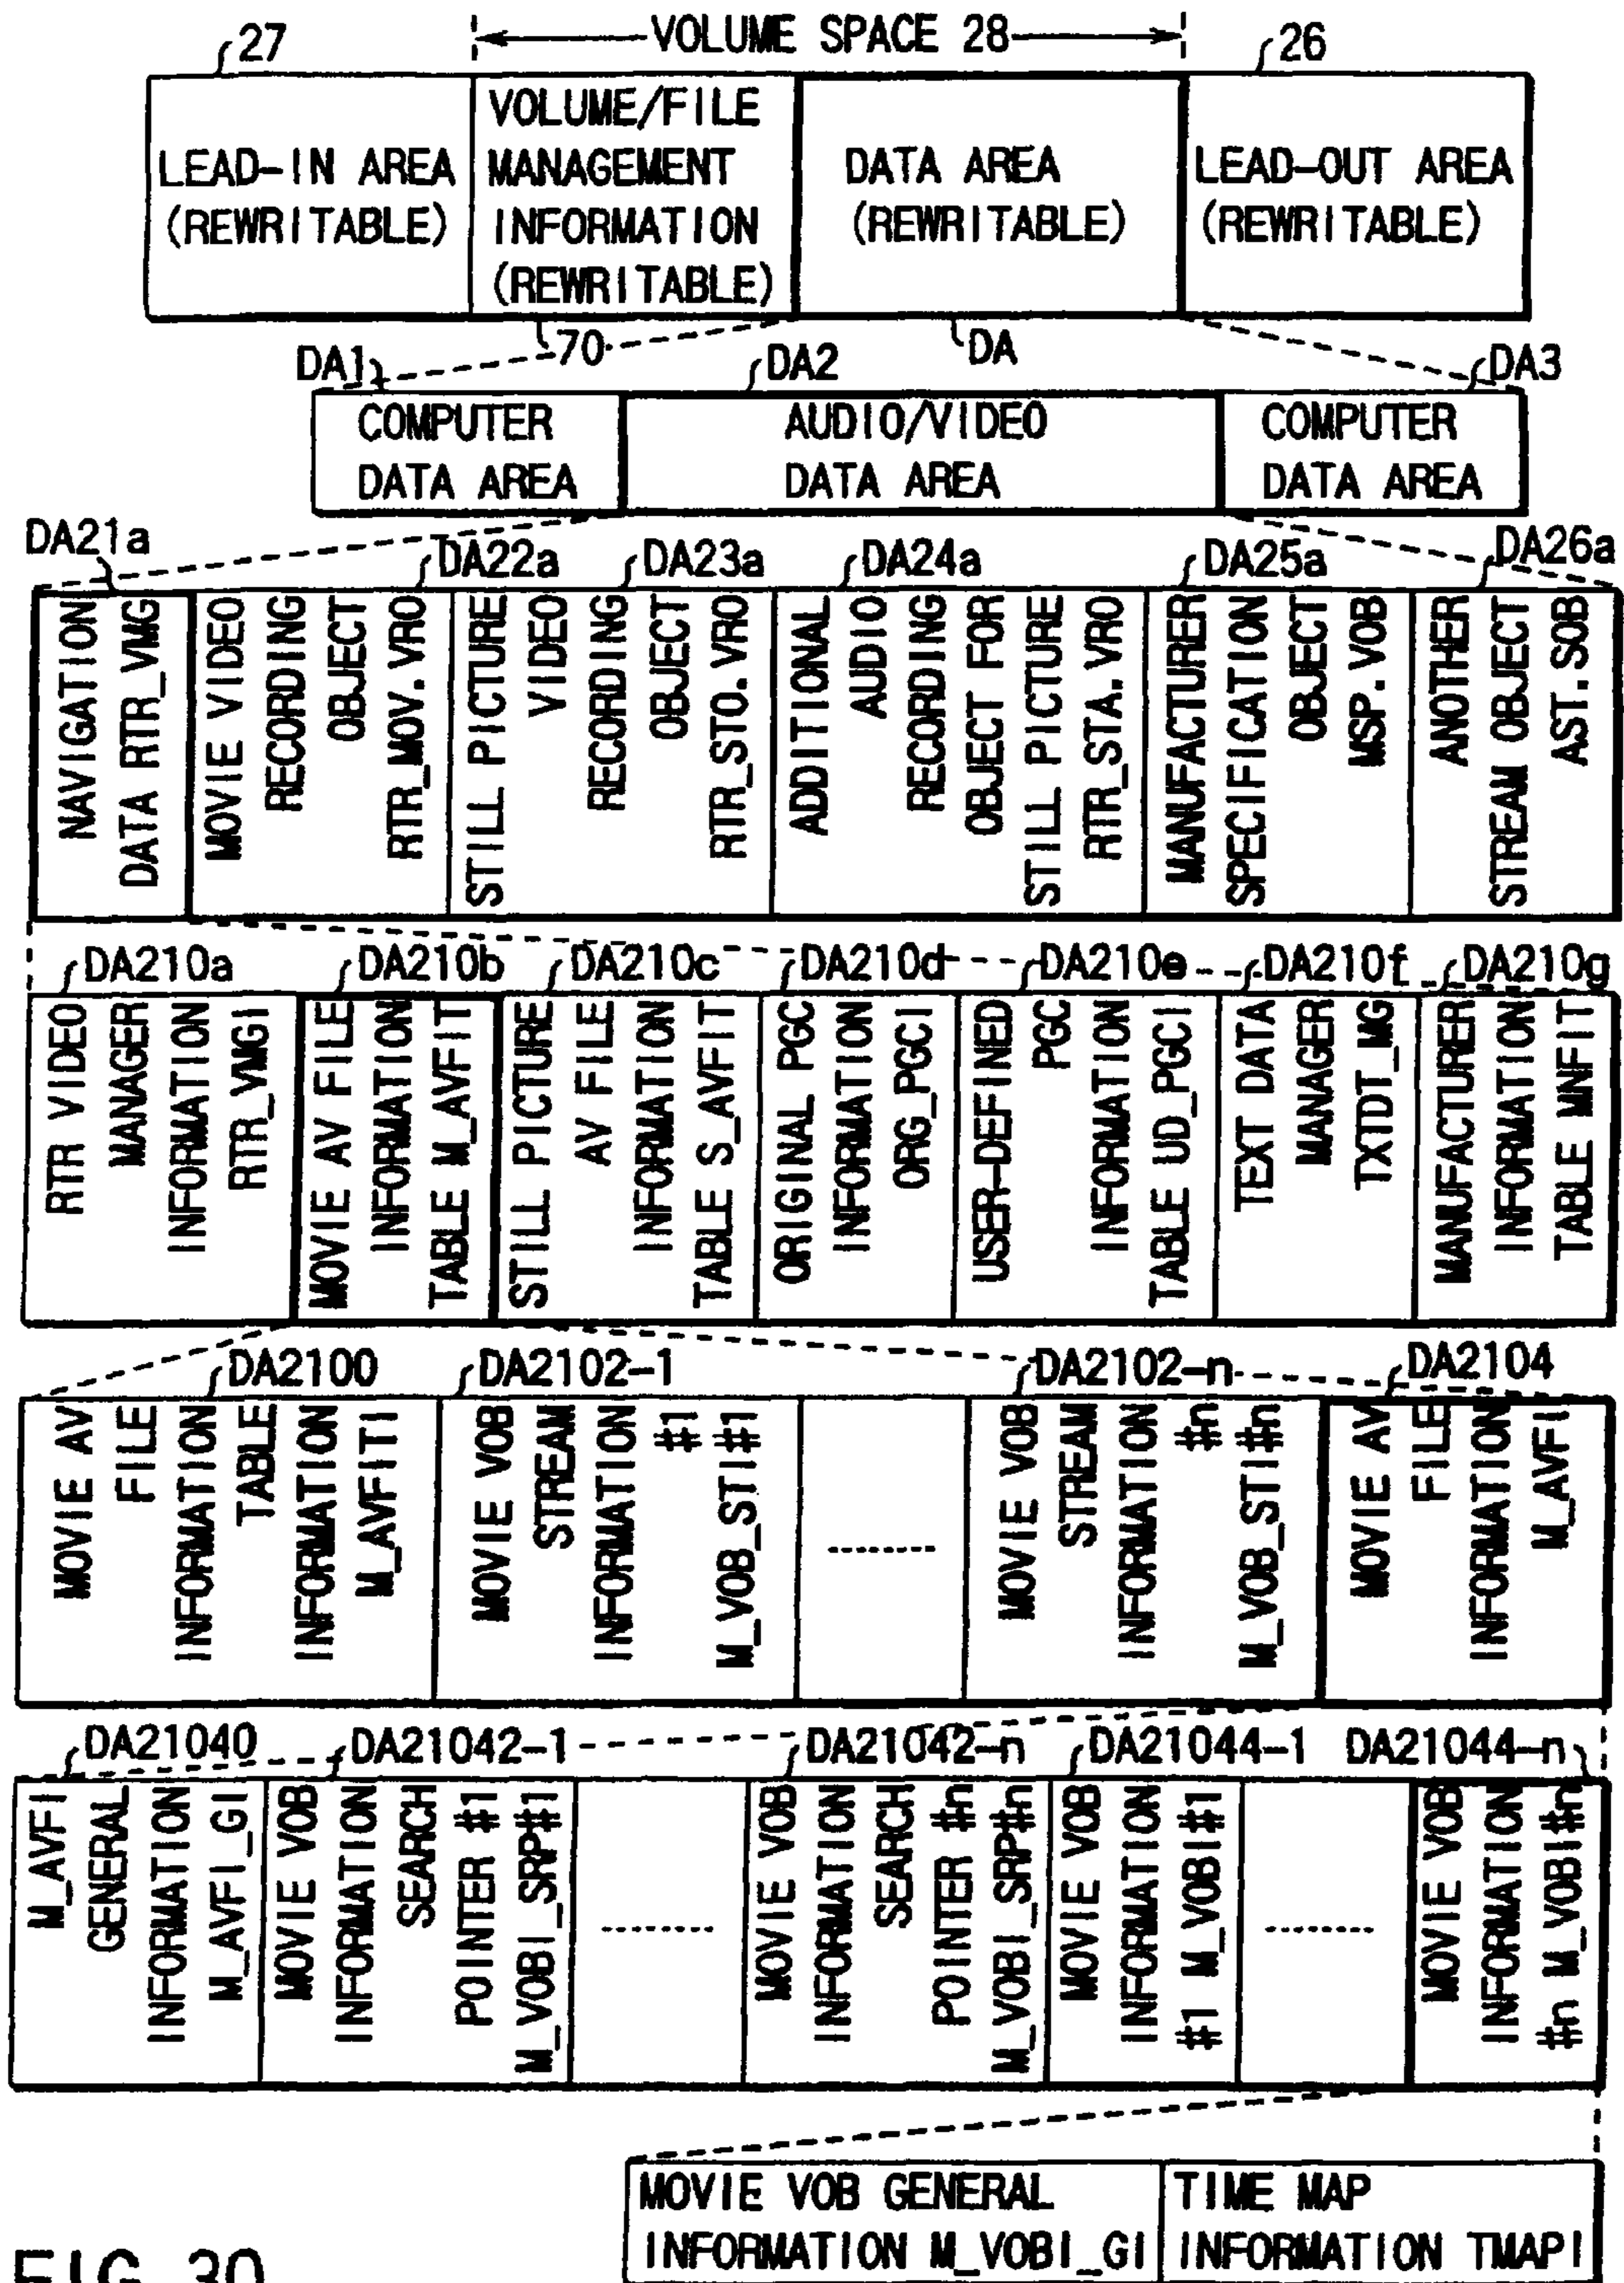 27
VOLUME SPACE 28
26
LEAD-IN AREA
(REWRITABLE)
VOLUME/FILE
MANAGEMENT
INFORMATION
(REWRITABLE)
DATA AREA
(REWRITABLE)
LEAD-OUT AREA
(REWRITABLE)
70
DA
DA1
DA2
DA3
COMPUTER
DATA AREA
AUDIO/VIDEO
DATA AREA
COMPUTER
DATA AREA
DA21a
DA22a
DA23a
DA24a
DA25a
DA26a
NAVIGATION
DATA RTR_VMG
MOVIE VIDEO
RECORDING
OBJECT
RTR_MOV.VRO
STILL PICTURE
VIDEO
RECORDING
OBJECT
RTR_STO.VRO
ADDITIONAL
AUDIO
RECORDING
OBJECT FOR
STILL PICTURE
RTR_STA.VRO
MANUFACTURER
SPECIFICATION
OBJECT
MSP.VOB
ANOTHER
STREAM OBJECT
AST.SOB
DA210a
DA210b
DA210c
DA210d
DA210e
DA210f
DA210g
RTR VIDEO
MANAGER
INFORMATION
RTR_VMGI
MOVIE AV FILE
INFORMATION
TABLE M_AVFIT
STILL PICTURE
AV FILE
INFORMATION
TABLE S_AVFIT
ORIGINAL PGC
INFORMATION
ORG_PGCI
USER-DEFINED
PGC
INFORMATION
TABLE UD_PGCI
TEXT DATA
MANAGER
TXTDT_MG
MANUFACTURER
INFORMATION
TABLE MNFIT
DA2100
DA2102-1
DA2102-n
DA2104
MOVIE AV
FILE
INFORMATION
TABLE
INFORMATION
M_AVFITI
MOVIE VOB
STREAM
INFORMATION
#1
M_VOB_STI#1
MOVIE VOB
STREAM
INFORMATION
#n
M_VOB_STI#n
MOVIE AV
FILE
INFORMATION
M_AVFI
DA21040
DA21042-1
DA21042-n
DA21044-1
DA21044-n
M_AVFI
GENERAL
INFORMATION
M_AVFI_GI
MOVIE VOB
INFORMATION
SEARCH
POINTER #1
M_VOBI_SRP#1
MOVIE VOB
INFORMATION
SEARCH
POINTER #n
M_VOBI_SRP#n
MOVIE VOB
INFORMATION
#1 M_VOBI#1
MOVIE VOB
INFORMATION
#n M_VOBI#n
MOVIE VOB GENERAL
INFORMATION M_VOBI_GI
TIME MAP
INFORMATION TMAPI
FIG. 30